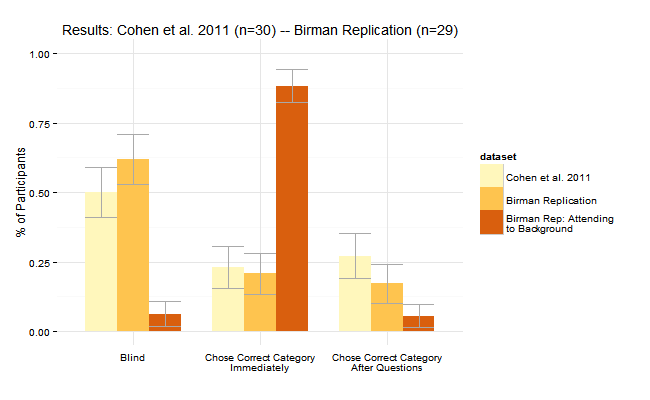 Results: Cohen et al. 2011 (n=30) -- Birman Replication (n=29)
% of Participants
1.00
0.75
0.50
0.25
0.00
Blind
Chose Correct Category
Immediately
Chose Correct Category
After Questions
dataset
Cohen et al. 2011
Birman Replication
Birman Rep: Attending
to Background